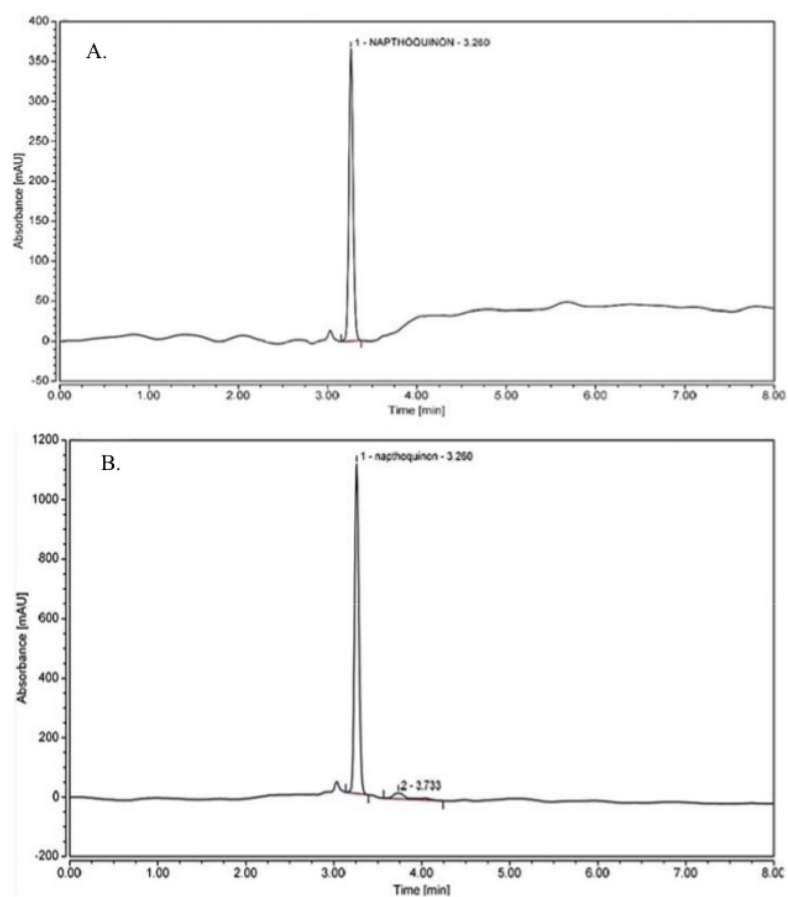 A.
1 - NAPTHOQUINON - 3.260
Absorbance [mAU]
400
350
300
250
200
150
100
50
0
-50
0.00 1.00 2.00 3.00 4.00 5.00 6.00 7.00 8.00
Time [min]
B.
1 - napthoquinon - 3.260
2 - 3.733
Absorbance [mAU]
1200
1000
800
600
400
200
0
-200
0.00 1.00 2.00 3.00 4.00 5.00 6.00 7.00 8.00
Time [min]